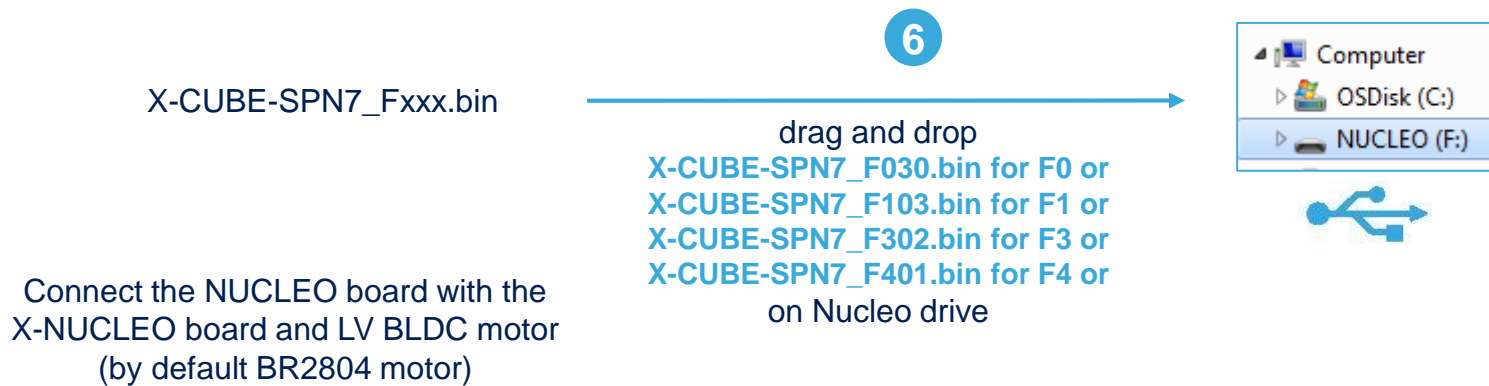 6
X-CUBE-SPN7_Fxxx.bin
drag and drop
X-CUBE-SPN7_F030.bin for F0 or
X-CUBE-SPN7_F103.bin for F1 or
X-CUBE-SPN7_F302.bin for F3 or
X-CUBE-SPN7_F401.bin for F4 or
on Nucleo drive
Computer
OSDisk (C:)
NUCLEO (F:)
Connect the NUCLEO board with the
X-NUCLEO board and LV BLDC motor
(by default BR2804 motor)